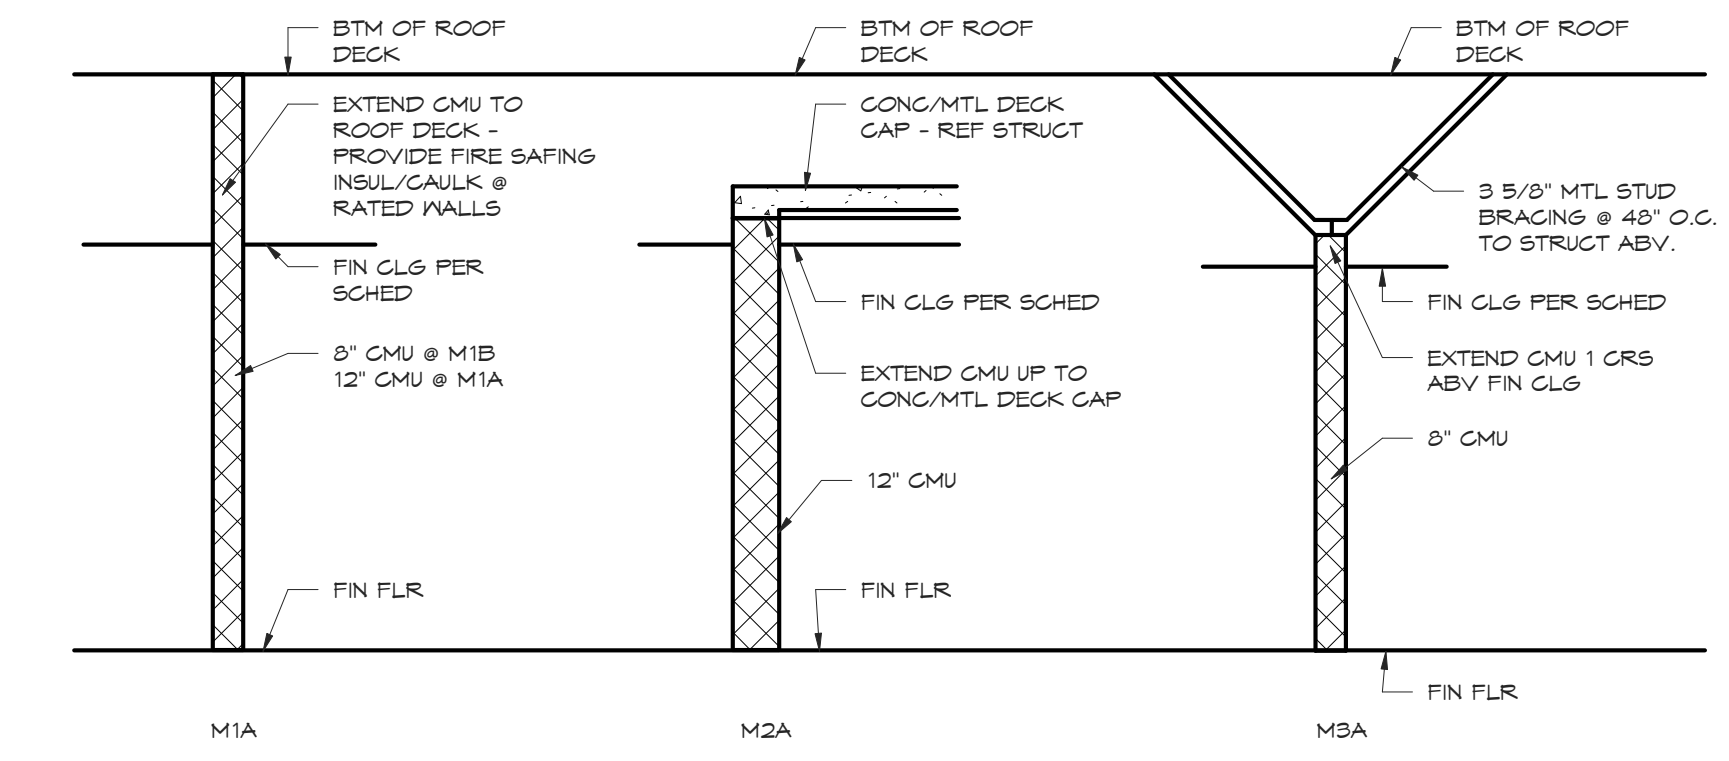 BTM OF ROOF
DECK
EXTEND CMU TO
ROOF DECK -
PROVIDE FIRE SAFING
INSUL/CAULK @
RATED WALLS
FIN CLG PER
SCHED
8" CMU @ M1B
12" CMU @ M1A
FIN FLR
M1A
BTM OF ROOF
DECK
CONC/MTL DECK
CAP - REF STRUCT
FIN CLG PER SCHED
EXTEND CMU UP TO
CONC/MTL DECK CAP
12" CMU
FIN FLR
M2A
BTM OF ROOF
DECK
3 5/8" MTL STUD
BRACING @ 48" O.C.
TO STRUCT ABV.
FIN CLG PER SCHED
EXTEND CMU 1 CRS
ABV FIN CLG
8" CMU
FIN FLR
M3A